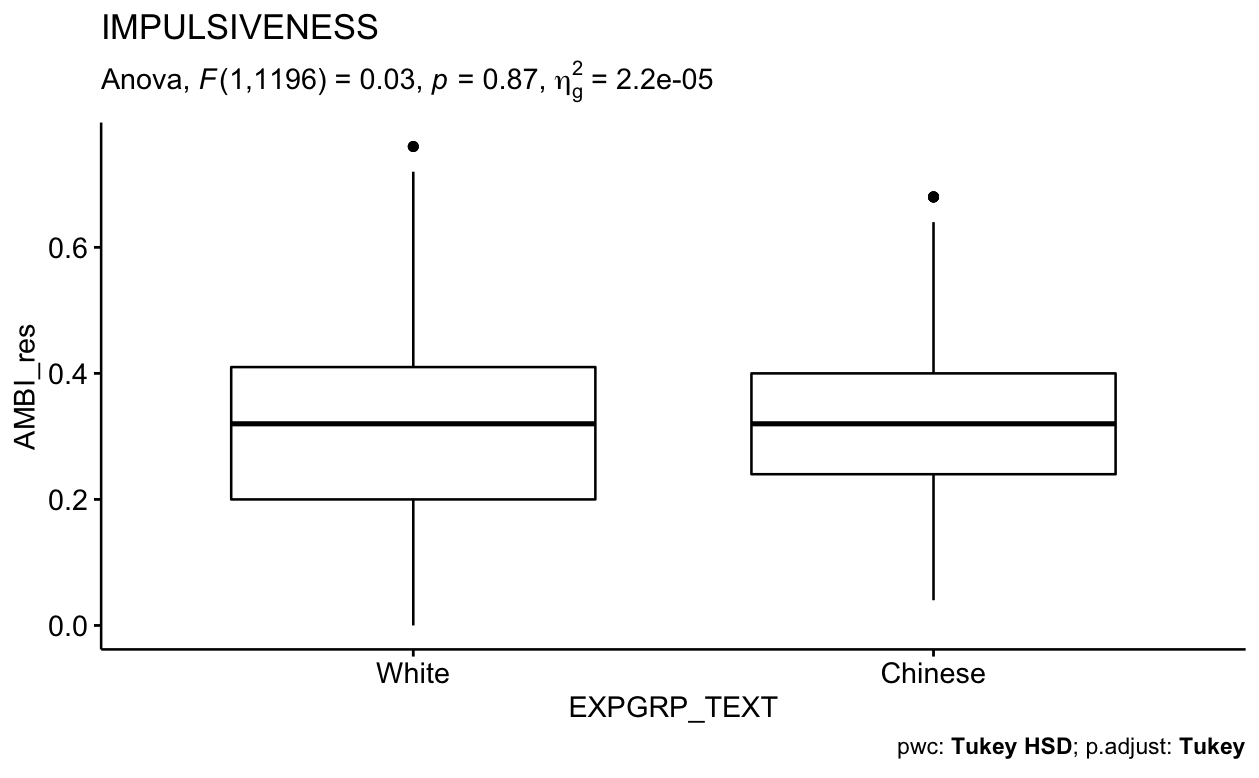 IMPULSIVENESS
Anova, F(1,1196) = 0.03, p = 0.87, η²g = 2.2e-05
AMBI_res
0.6
0.4
0.2
0.0
White Chinese
EXPGRP_TEXT
pwc: Tukey HSD; p.adjust: Tukey